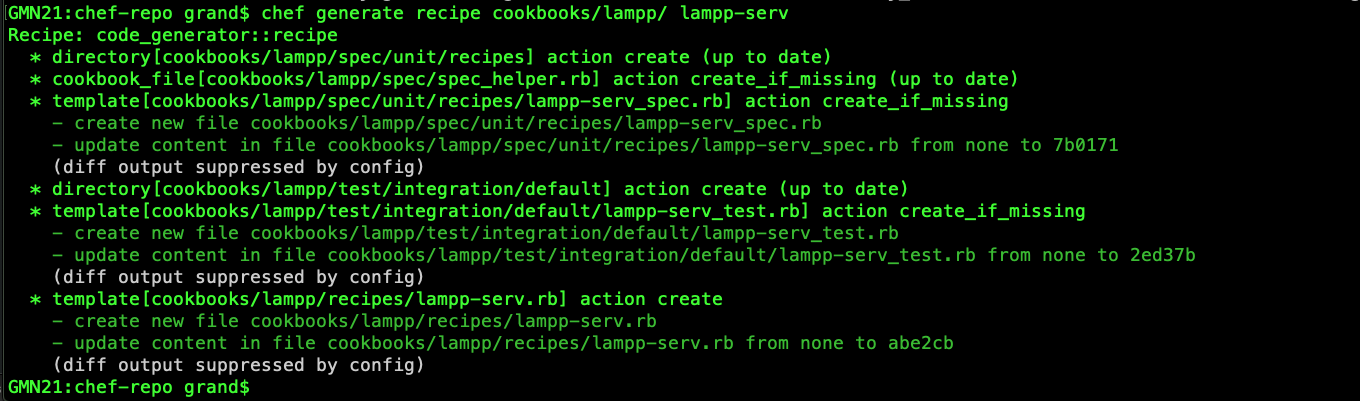 GMN21:chef-repo grand$ chef generate recipe cookbooks/lampp/ lampp-serv
Recipe: code_generator::recipe
  * directory[cookbooks/lampp/spec/unit/recipes] action create (up to date)
  * cookbook_file[cookbooks/lampp/spec/spec_helper.rb] action create_if_missing (up to date)
  * template[cookbooks/lampp/spec/unit/recipes/lampp-serv_spec.rb] action create_if_missing
    - create new file cookbooks/lampp/spec/unit/recipes/lampp-serv_spec.rb
    - update content in file cookbooks/lampp/spec/unit/recipes/lampp-serv_spec.rb from none to 7b0171
    (diff output suppressed by config)
  * directory[cookbooks/lampp/test/integration/default] action create (up to date)
  * template[cookbooks/lampp/test/integration/default/lampp-serv_test.rb] action create_if_missing
    - create new file cookbooks/lampp/test/integration/default/lampp-serv_test.rb
    - update content in file cookbooks/lampp/test/integration/default/lampp-serv_test.rb from none to 2ed37b
    (diff output suppressed by config)
  * template[cookbooks/lampp/recipes/lampp-serv.rb] action create
    - create new file cookbooks/lampp/recipes/lampp-serv.rb
    - update content in file cookbooks/lampp/recipes/lampp-serv.rb from none to abe2cb
    (diff output suppressed by config)
GMN21:chef-repo grand$